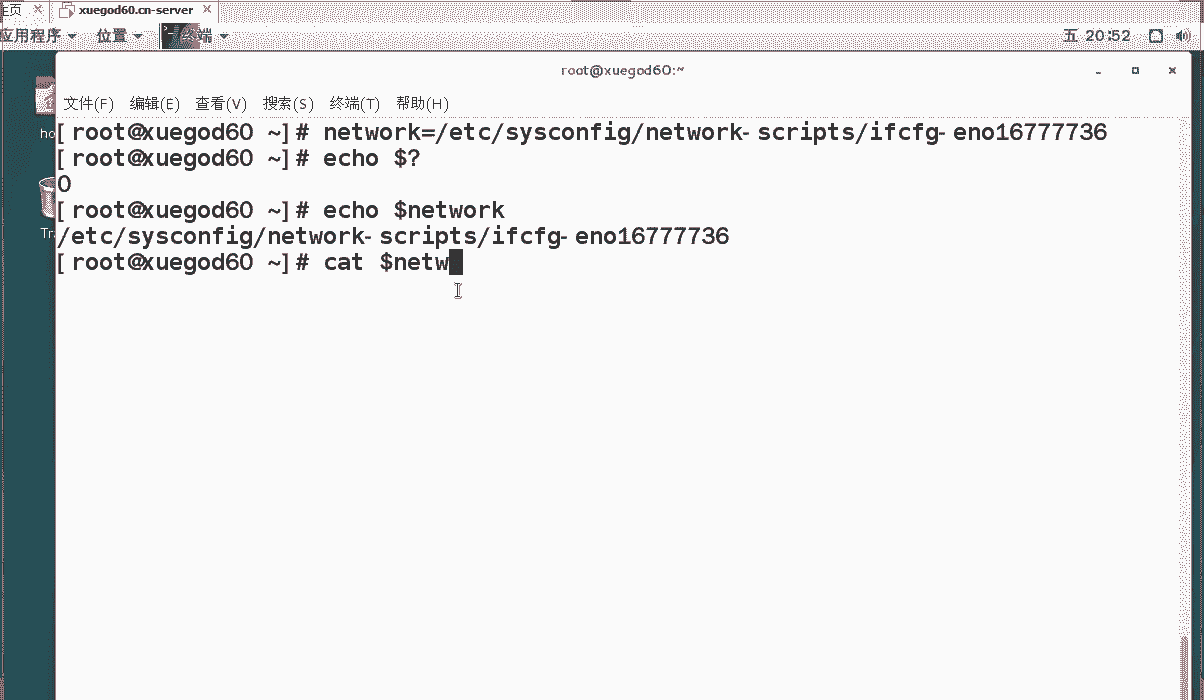 主页 × xuegod60.cn-server ×
应用程序 位置 终端 五 20:52
root@xuegod60:~
文件(F) 编辑(E) 查看(V) 搜索(S) 终端(T) 帮助(H)
[root@xuegod60 ~]# network=/etc/sysconfig/network-scripts/ifcfg-eno16777736
[root@xuegod60 ~]# echo $?
0
[root@xuegod60 ~]# echo $network
/etc/sysconfig/network-scripts/ifcfg-eno16777736
[root@xuegod60 ~]# cat $netw
ho
Tr